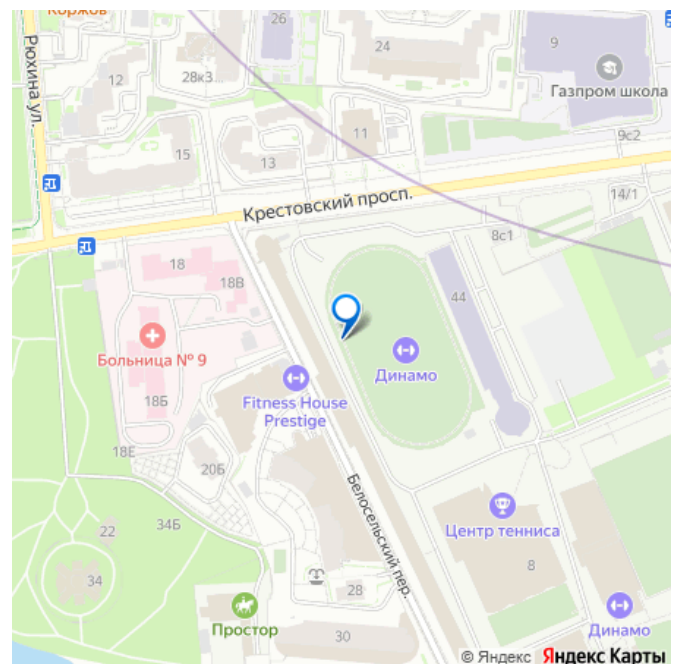 Коржов
26
24
9
Газпром школа
Рюхина ул.
12
28к3
11
9с2
15
13
14/1
Крестовский просп.
8с1
18
18В
44
Больница № 9
Динамо
18Б
Fitness House
Prestige
18Е
20Б
Белосельский пер.
22
34Б
Центр тенниса
8
34
28
Простор
30
Динамо
© Яндекс Яндекс Карты